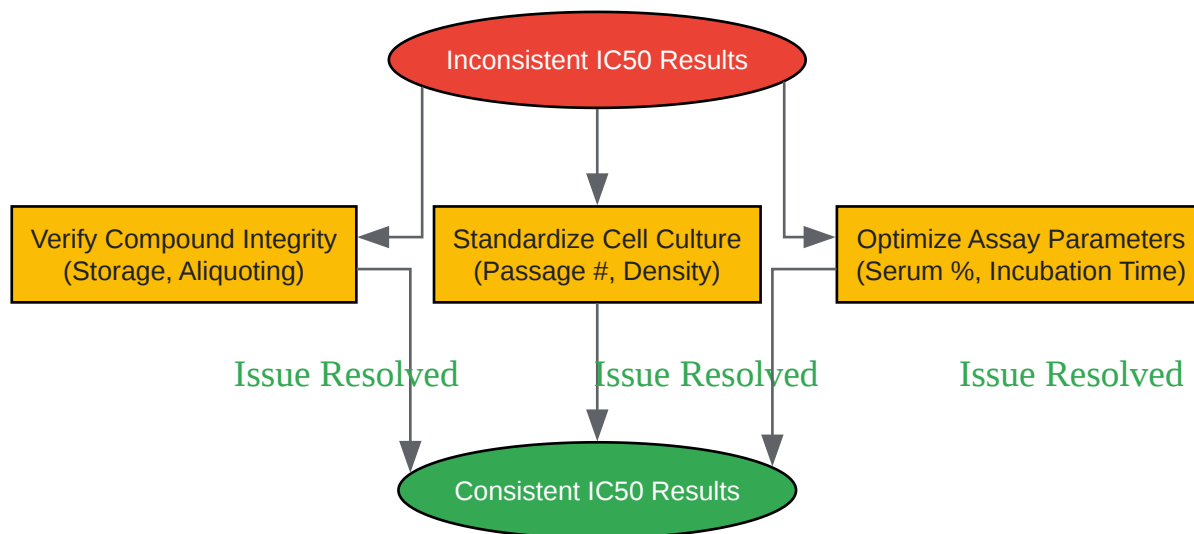 Inconsistent IC50 Results
Verify Compound Integrity
(Storage, Aliquoting)
Standardize Cell Culture
(Passage #, Density)
Optimize Assay Parameters
(Serum %, Incubation Time)
Issue Resolved
Issue Resolved
Issue Resolved
Consistent IC50 Results